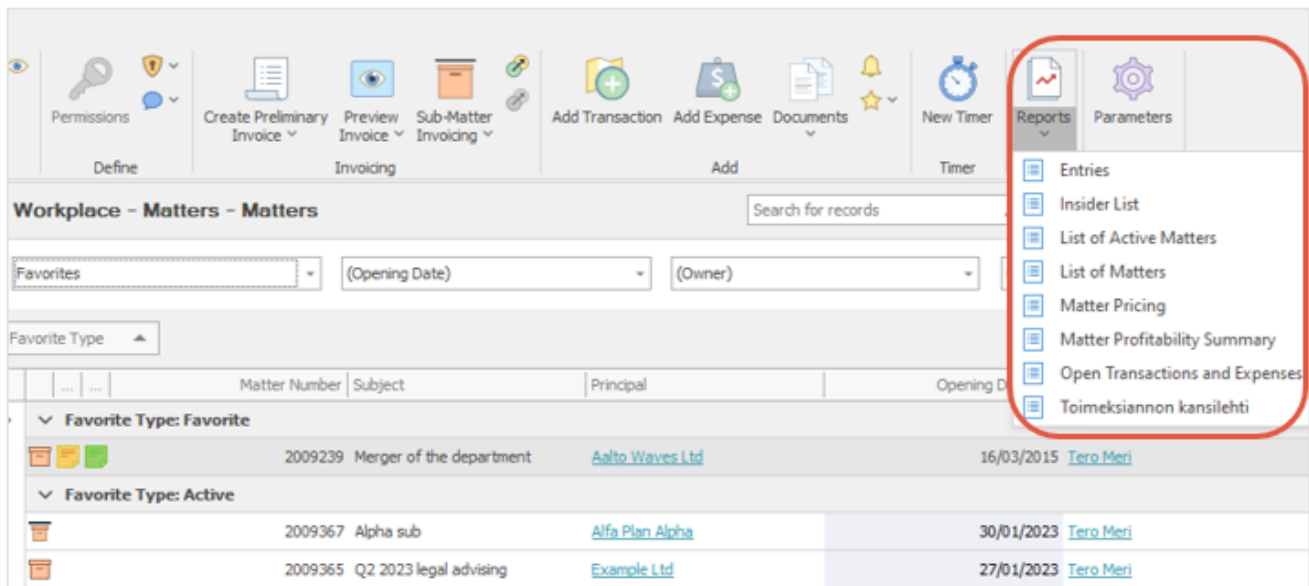 Permissions
Create Preliminary Invoice
Preview Invoice
Sub-Matter Invoicing
Add Transaction
Add Expense
Documents
New Timer
Reports
Parameters
Define
Invoicing
Add
Timer
Entries
Insider List
List of Active Matters
List of Matters
Matter Pricing
Matter Profitability Summary
Open Transactions and Expenses
Toimeksiannon kansilehti
Workplace - Matters - Matters
Search for records
Favorites (Opening Date) (Owner)
Favorite Type
... ... Matter Number Subject Principal Opening D
Favorite Type: Favorite
2009239 Merger of the department Aalto Waves Ltd 16/03/2015 Tero Meri
Favorite Type: Active
2009367 Alpha sub Alfa Plan Alpha 30/01/2023 Tero Meri
2009365 Q2 2023 legal advising Example Ltd 27/01/2023 Tero Meri